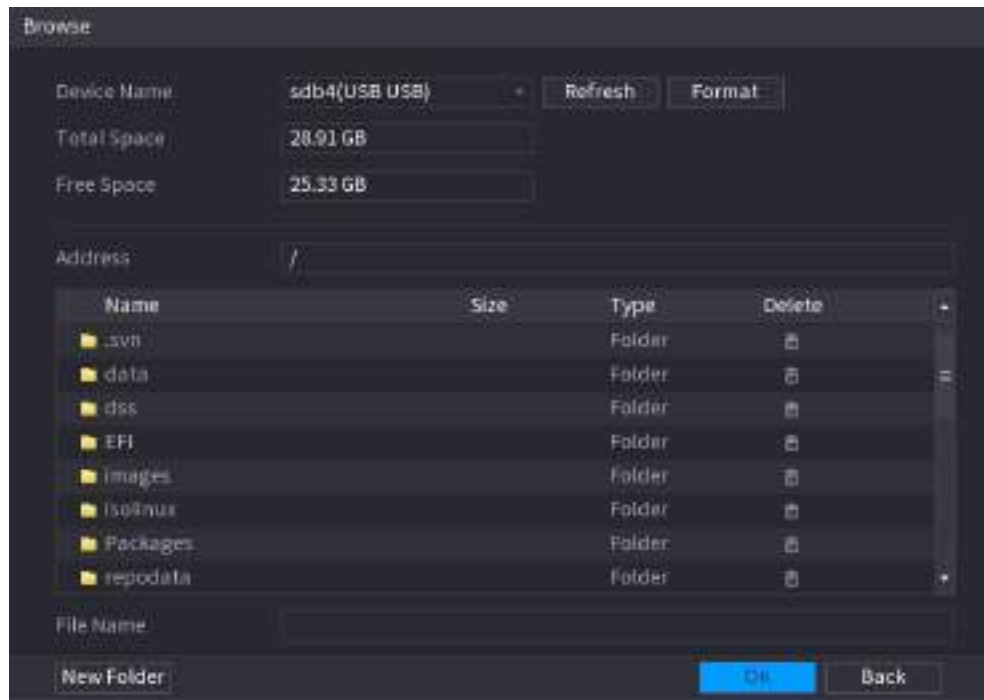 Browse
Device Name sdb4(USB USB) Refresh Format
Total Space 28.91 GB
Free Space 25.33 GB
Address /
Name Size Type Delete
.svn Folder
data Folder
dss Folder
EFI Folder
images Folder
isolinux Folder
Packages Folder
repodata Folder
File Name
New Folder OK Back